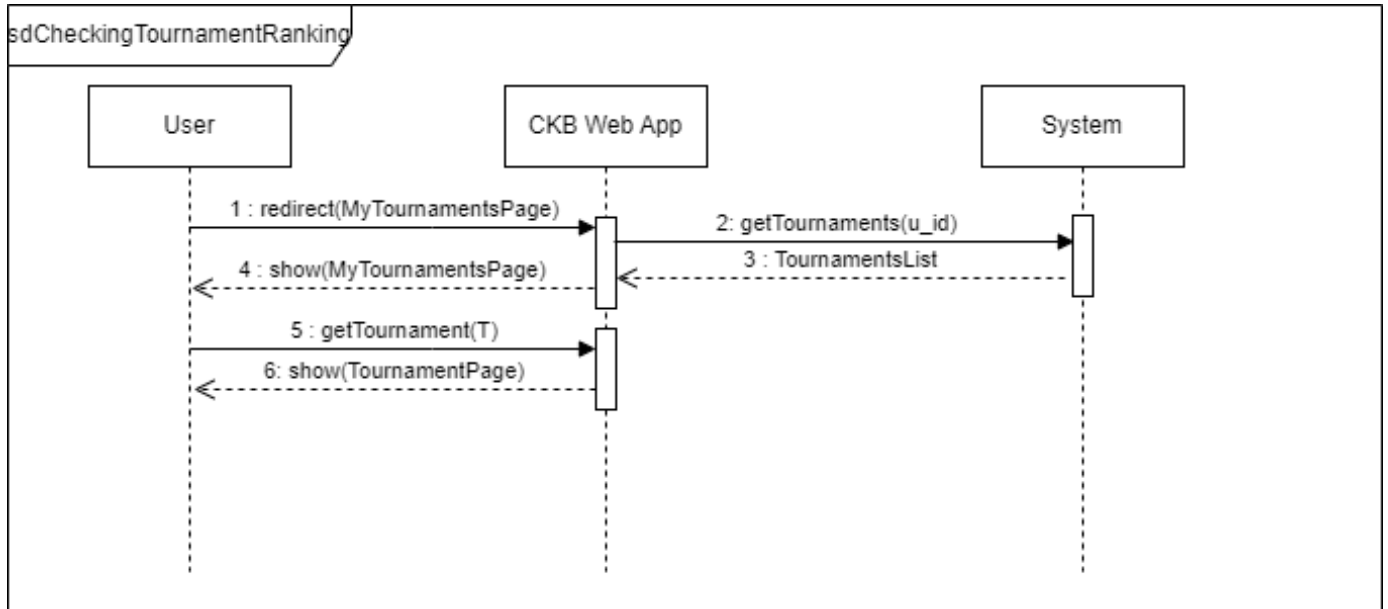 sdCheckingTournamentRanking
User
CKB Web App
System
1 : redirect(MyTournamentsPage)
2: getTournaments(u_id)
3 : TournamentsList
4 : show(MyTournamentsPage)
5 : getTournament(T)
6: show(TournamentPage)